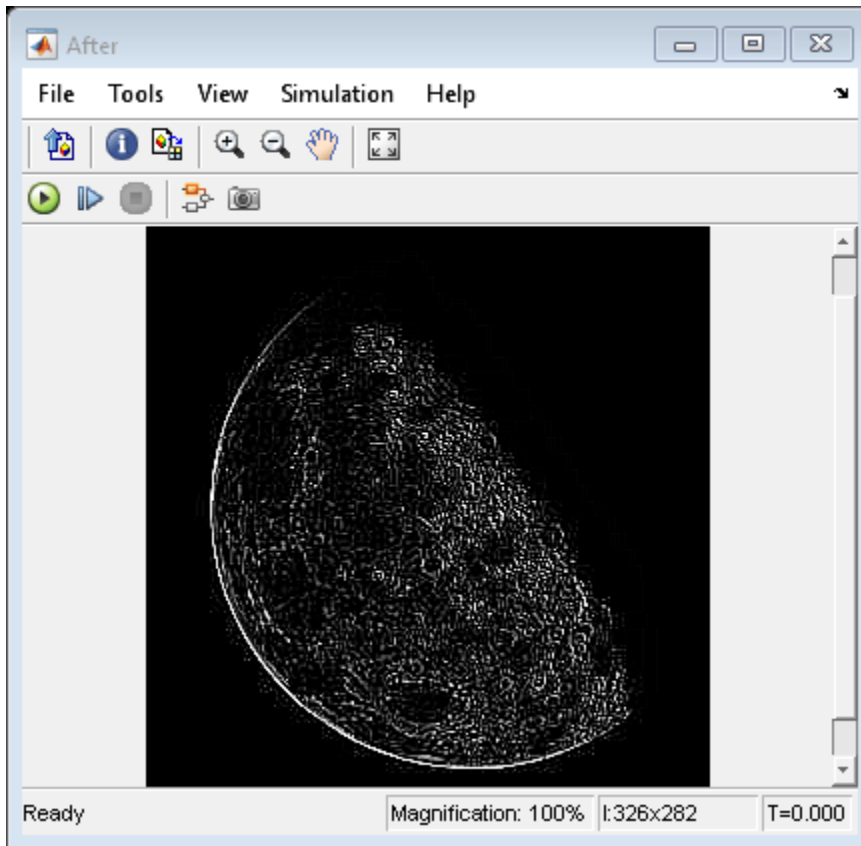 After
File Tools View Simulation Help
Ready Magnification: 100% I:326x282 T=0.000